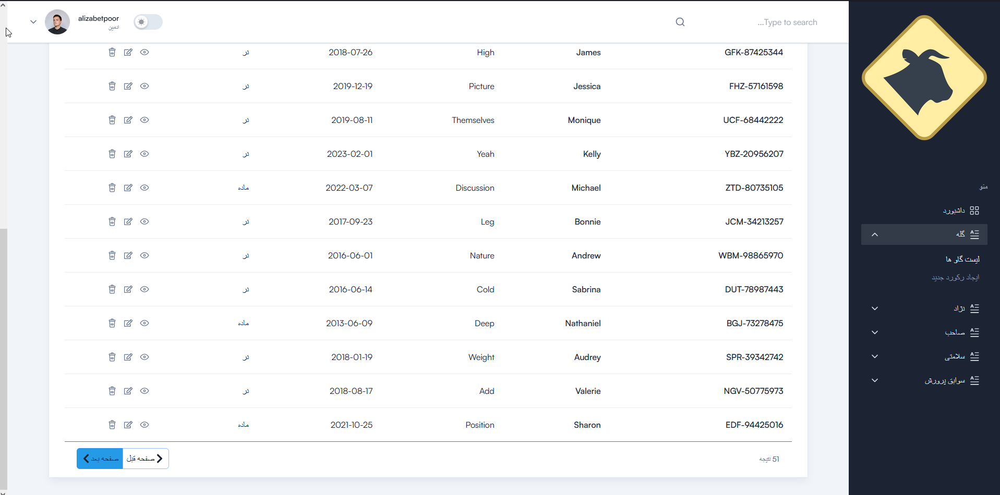 alizabetpoor
ادمین
Type to search...
GFK-87425344 James High 2018-07-26 نر
FHZ-57161598 Jessica Picture 2019-12-19 نر
UCF-68442222 Monique Themselves 2019-08-11 نر
YBZ-20956207 Kelly Yeah 2023-02-01 نر
ZTD-80735105 Michael Discussion 2022-03-07 ماده
JCM-34213257 Bonnie Leg 2017-09-23 نر
WBM-98865970 Andrew Nature 2016-06-01 نر
DUT-78987443 Sabrina Cold 2016-06-14 نر
BGJ-73278475 Nathaniel Deep 2013-06-09 ماده
SPR-39342742 Audrey Weight 2018-01-19 نر
NGV-50775973 Valerie Add 2018-08-17 نر
EDF-94425016 Sharon Position 2021-10-25 ماده
51 نتیجه
صفحه قبل
صفحه بعد
منو
داشبورد
گله
لیست گاو ها
ایجاد رکورد جدید
نژاد
صاحب
سلامتی
سوابق پرورش